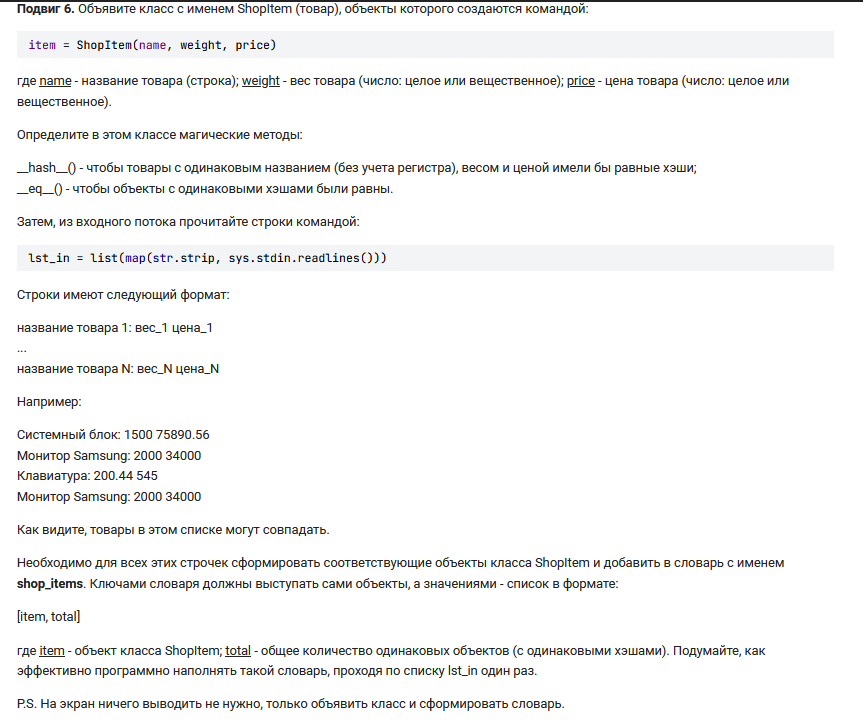 Подвиг 6. Объявите класс с именем ShopItem (товар), объекты которого создаются командой:
item = ShopItem(name, weight, price)
где name - название товара (строка); weight - вес товара (число: целое или вещественное); price - цена товара (число: целое или
вещественное).
Определите в этом классе магические методы:
__hash__() - чтобы товары с одинаковым названием (без учета регистра), весом и ценой имели бы равные хэши;
__eq__() - чтобы объекты с одинаковыми хэшами были равны.
Затем, из входного потока прочитайте строки командой:
lst_in = list(map(str.strip, sys.stdin.readlines()))
Строки имеют следующий формат:
название товара 1: вес_1 цена_1
...
название товара N: вес_N цена_N
Например:
Системный блок: 1500 75890.56
Монитор Samsung: 2000 34000
Клавиатура: 200.44 545
Монитор Samsung: 2000 34000
Как видите, товары в этом списке могут совпадать.
Необходимо для всех этих строчек сформировать соответствующие объекты класса ShopItem и добавить в словарь с именем
shop_items. Ключами словаря должны выступать сами объекты, а значениями - список в формате:
[item, total]
где item - объект класса ShopItem; total - общее количество одинаковых объектов (с одинаковыми хэшами). Подумайте, как
эффективно программно наполнять такой словарь, проходя по списку lst_in один раз.
P.S. На экран ничего выводить не нужно, только объявить класс и сформировать словарь.